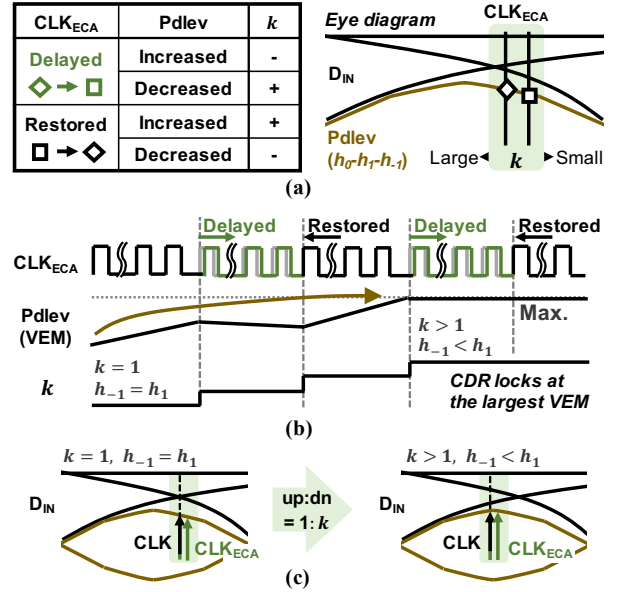 CLKECA Pdlev k
Delayed
Increased -
Decreased +
Restored
Increased +
Decreased -
Eye diagram
CLKECA
DIN
Pdlev
(h0-h1-h-1)
Large k Small
(a)
Delayed Restored Delayed Restored
CLKECA
Pdlev
(VEM)
Max.
k > 1
h−1 < h1
k = 1
h−1 = h1
k
CDR locks at
the largest VEM
(b)
k = 1, h−1 = h1
DIN
CLK
CLKECA
up:dn
= 1: k
k > 1, h−1 < h1
DIN
CLK
CLKECA
(c)